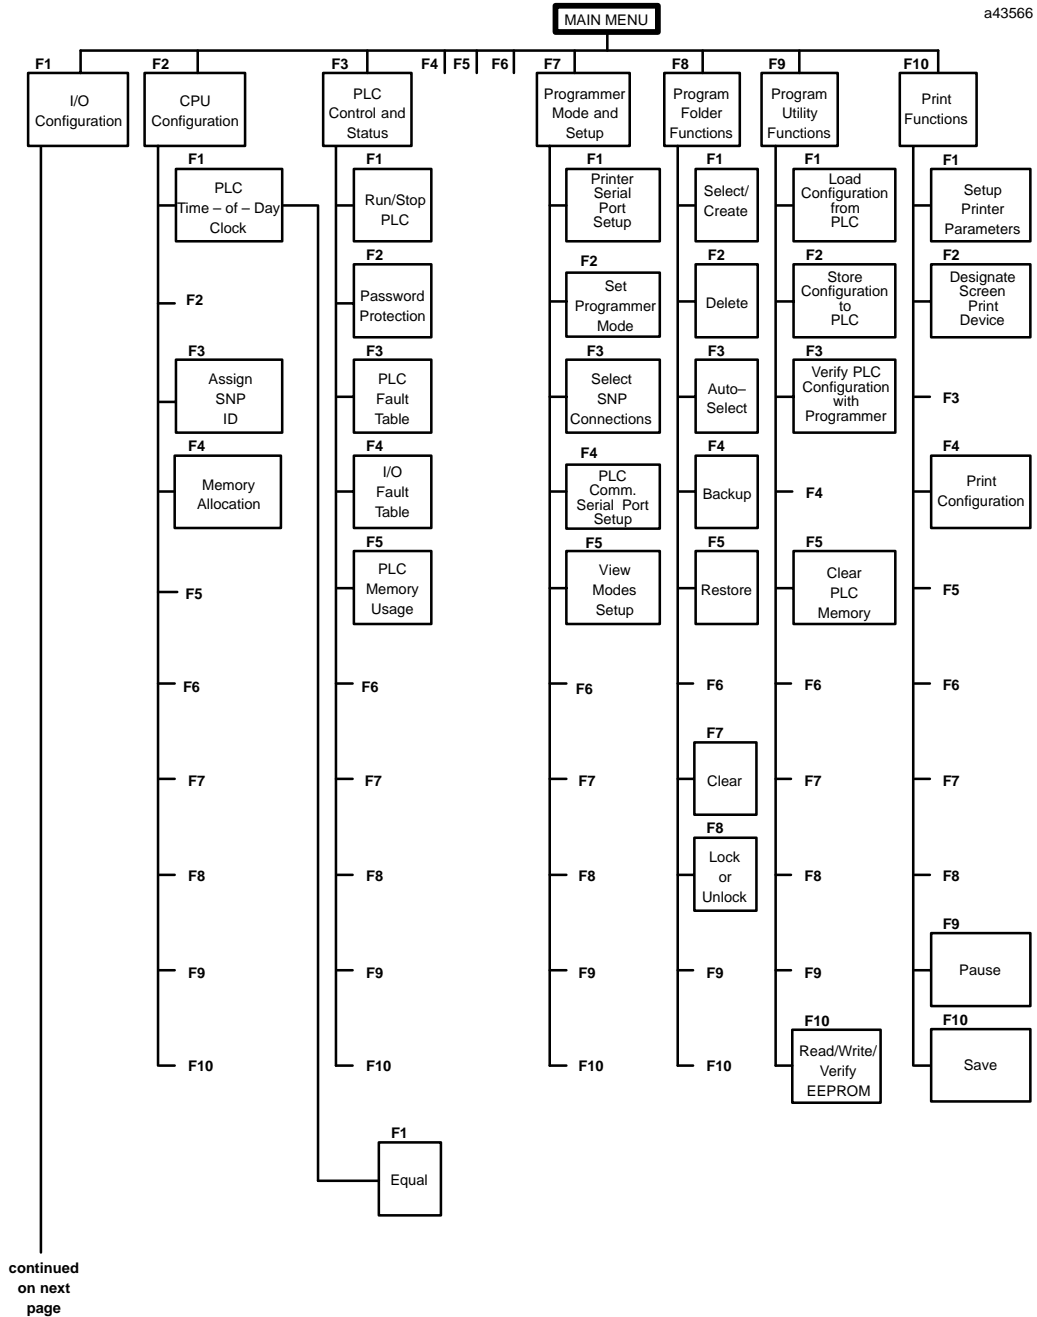 MAIN MENU
a43566
F1
F2
F3
F4
F5
F6
F7
F8
F9
F10
I/O
Configuration
CPU
Configuration
PLC
Control and
Status
Programmer
Mode and
Setup
Program
Folder
Functions
Program
Utility
Functions
Print
Functions
F1
PLC
Time – of – Day
Clock
F2
F3
Assign
SNP
ID
F4
Memory
Allocation
F5
F6
F7
F8
F9
F10
F1
Run/Stop
PLC
F2
Password
Protection
F3
PLC
Fault
Table
F4
I/O
Fault
Table
F5
PLC
Memory
Usage
F6
F7
F8
F9
F10
F1
Equal
F1
Printer
Serial
Port
Setup
F2
Set
Programmer
Mode
F3
Select
SNP
Connections
F4
PLC
Comm.
Serial Port
Setup
F5
View
Modes
Setup
F6
F7
F8
F9
F10
F1
Select/
Create
F2
Delete
F3
Auto–
Select
F4
Backup
F5
Restore
F6
F7
Clear
F8
Lock
or
Unlock
F9
F10
F1
Load
Configuration
from
PLC
F2
Store
Configuration
to
PLC
F3
Verify PLC
Configuration
with
Programmer
F4
F5
Clear
PLC
Memory
F6
F7
F8
F9
F10
Read/Write/
Verify
EEPROM
F1
Setup
Printer
Parameters
F2
Designate
Screen
Print
Device
F3
F4
Print
Configuration
F5
F6
F7
F8
F9
Pause
F10
Save
continued
on next
page